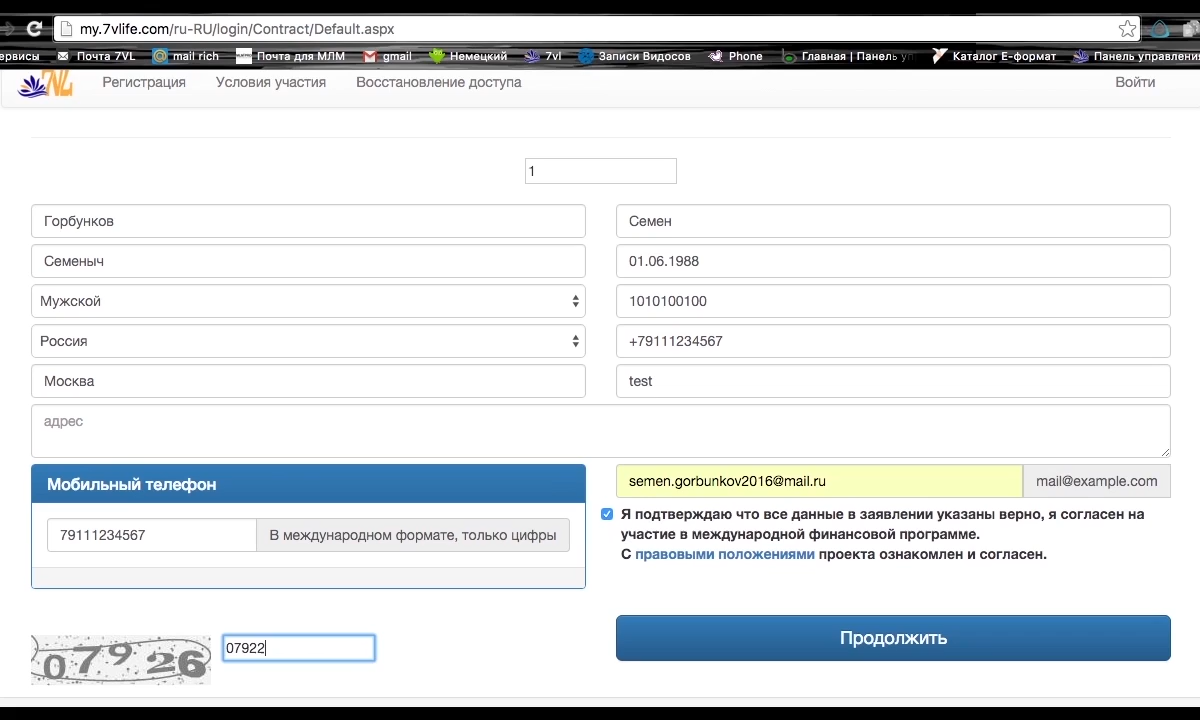 my.7vlife.com/ru-RU/login/Contract/Default.aspx
ервисы Почта 7VL mail rich Почта для МЛМ gmail Немецкий 7vl Записи Видосов Phone Главная | Панель Каталог Е-формат Панель управления
Регистрация Условия участия Восстановление доступа Войти
1
Горбунков Семен
Семеныч 01.06.1988
Мужской 1010100100
Россия +79111234567
Москва test
адрес
Мобильный телефон semen.gorbunkov2016@mail.ru mail@example.com
Я подтверждаю что все данные в заявлении указаны верно, я согласен на
участие в международной финансовой программе.
С правовыми положениями проекта ознакомлен и согласен.
79111234567 В международном формате, только цифры
07926 07922 Продолжить